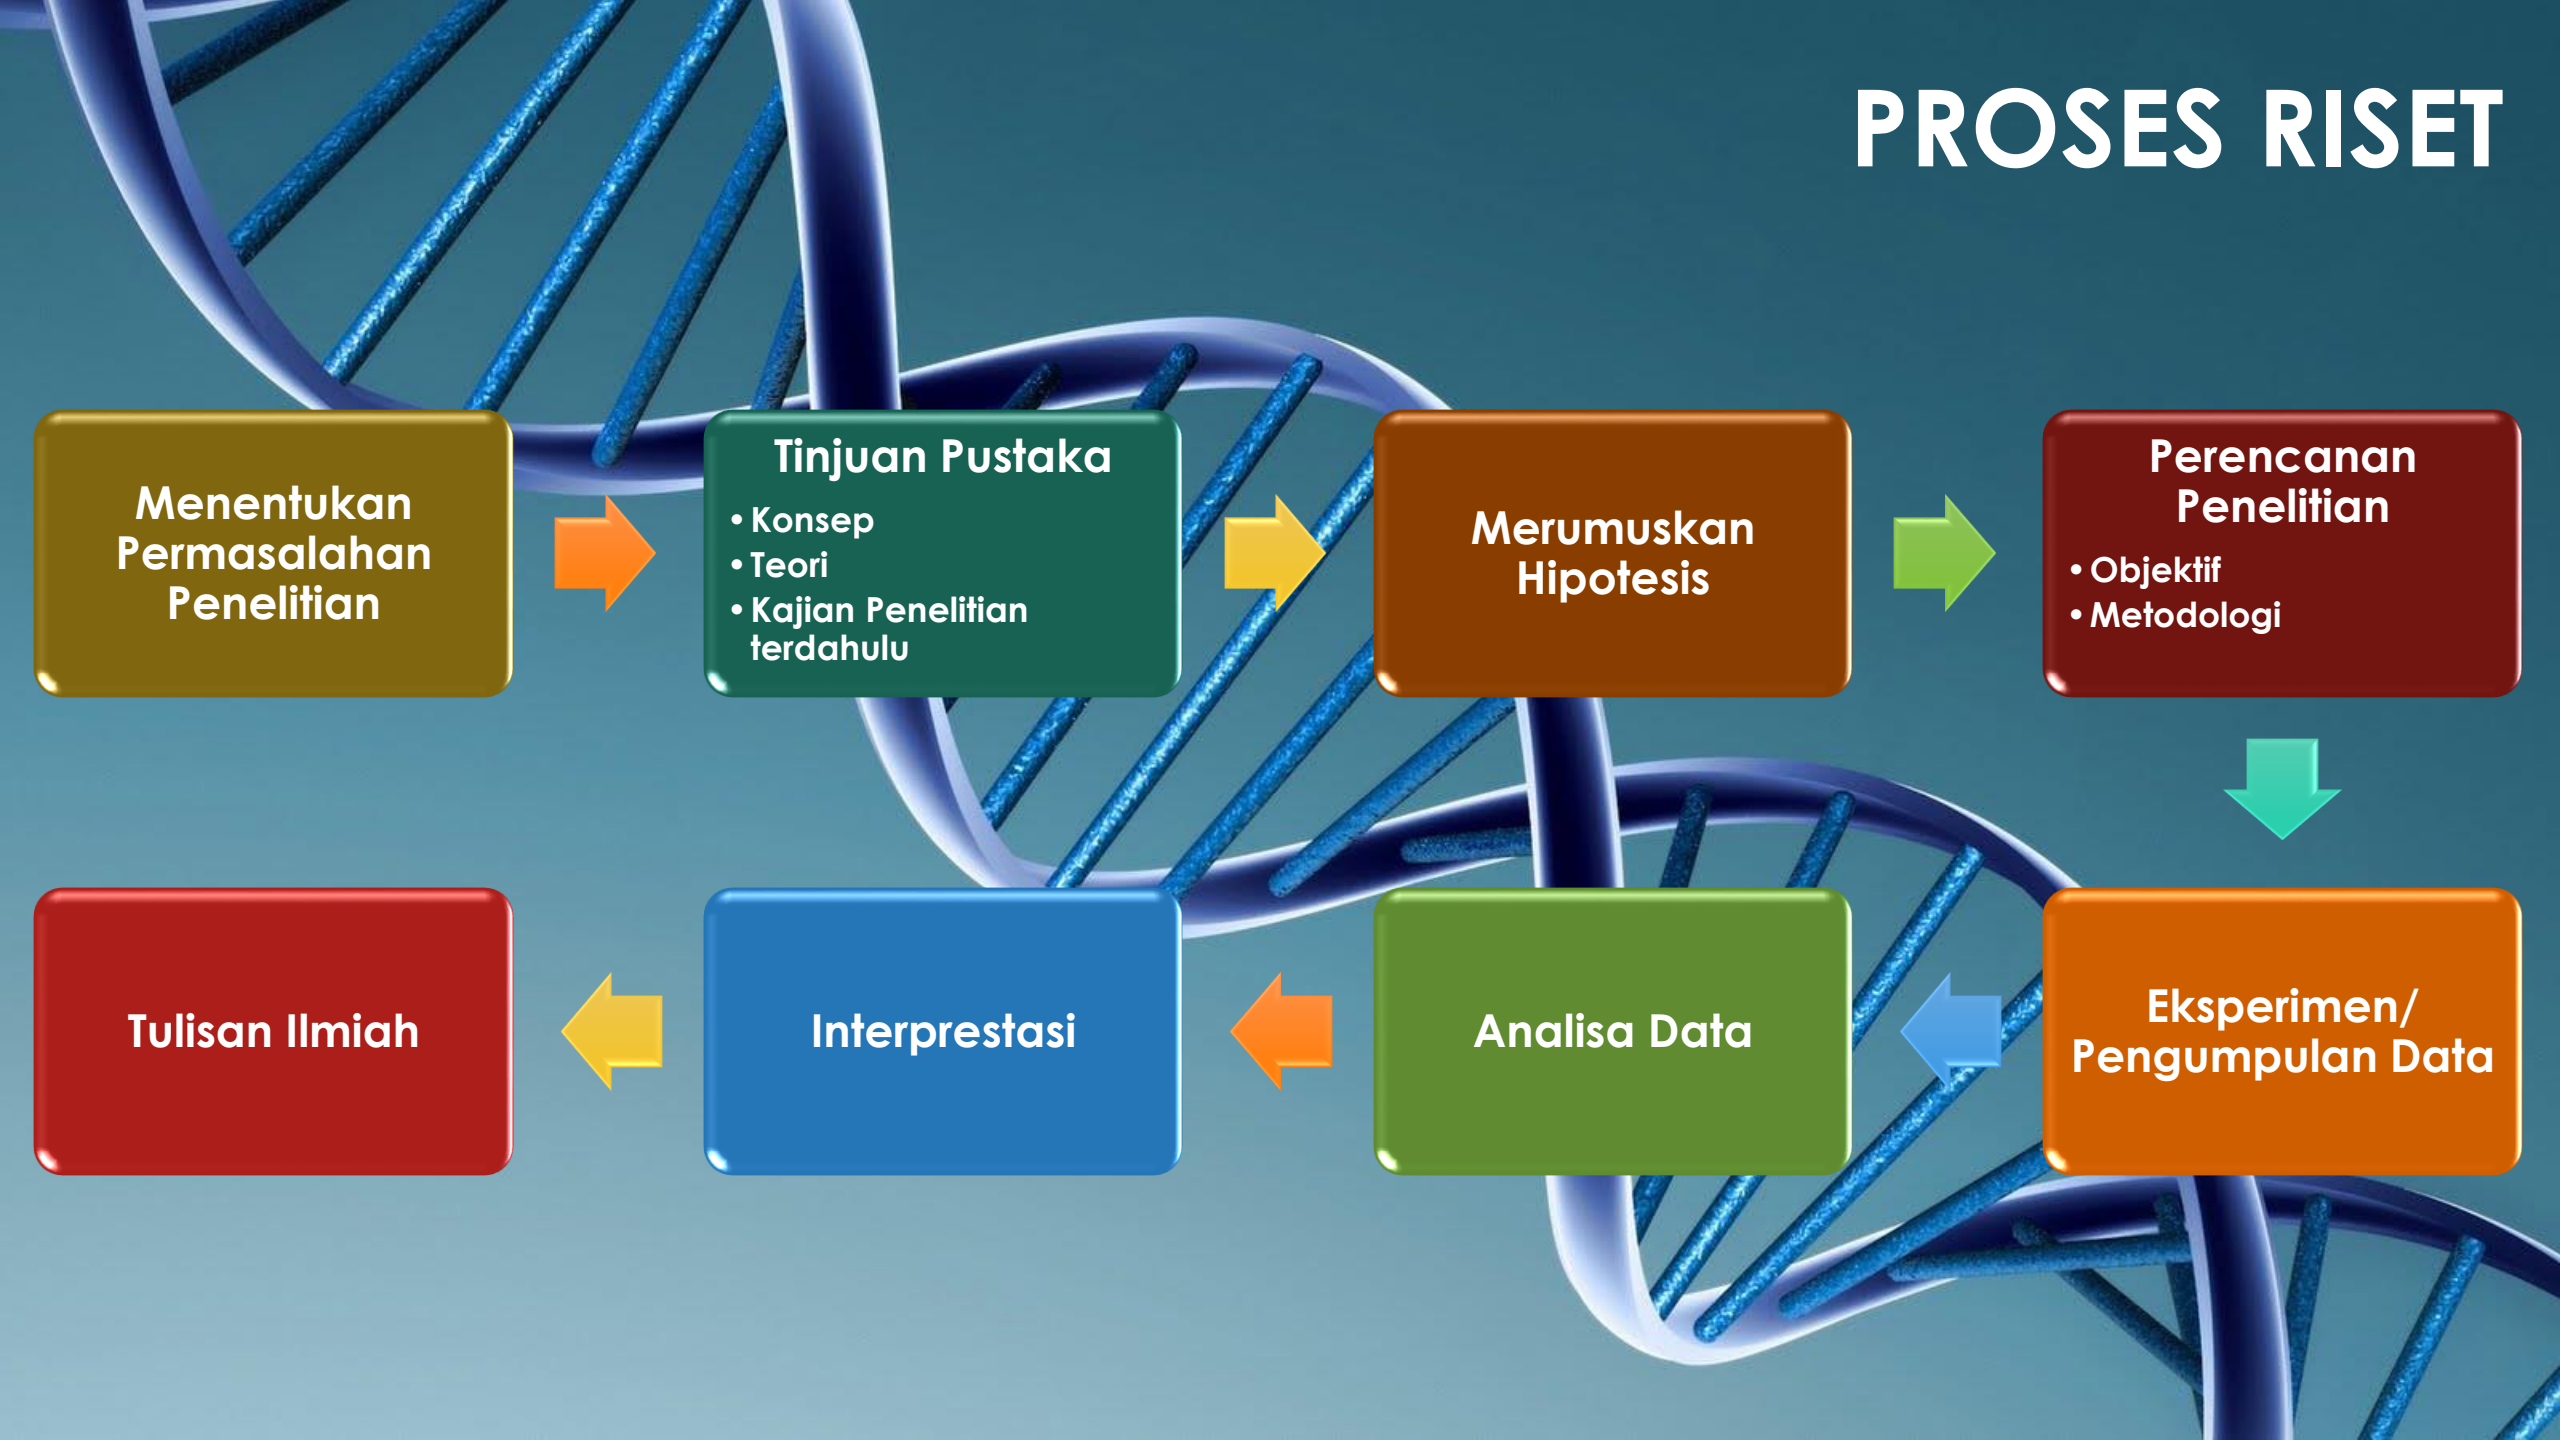 PROSES RISET
Menentukan
Permasalahan
Penelitian
Tinjuan Pustaka
• Konsep
• Teori
• Kajian Penelitian
terdahulu
Merumuskan
Hipotesis
Perencanan
Penelitian
• Objektif
• Metodologi
Eksperimen/
Pengumpulan Data
Analisa Data
Interprestasi
Tulisan Ilmiah